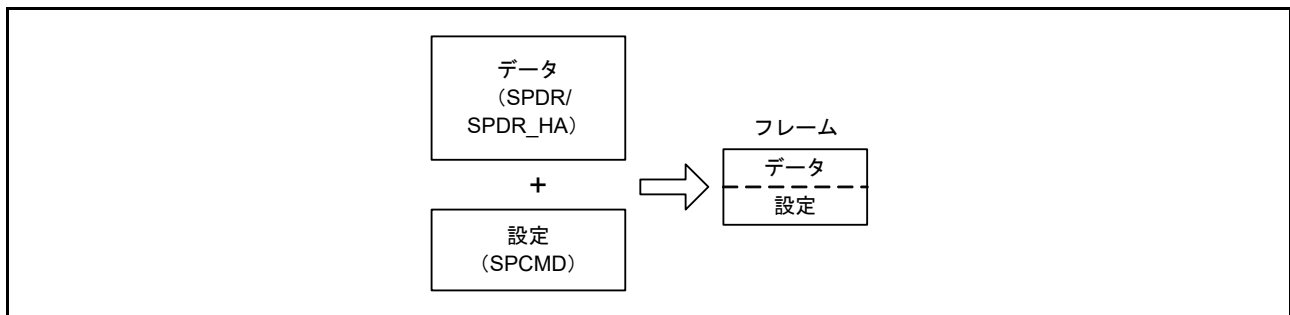 データ
（SPDR/
SPDR_HA）
+
設定
（SPCMD）
フレーム
データ
設定